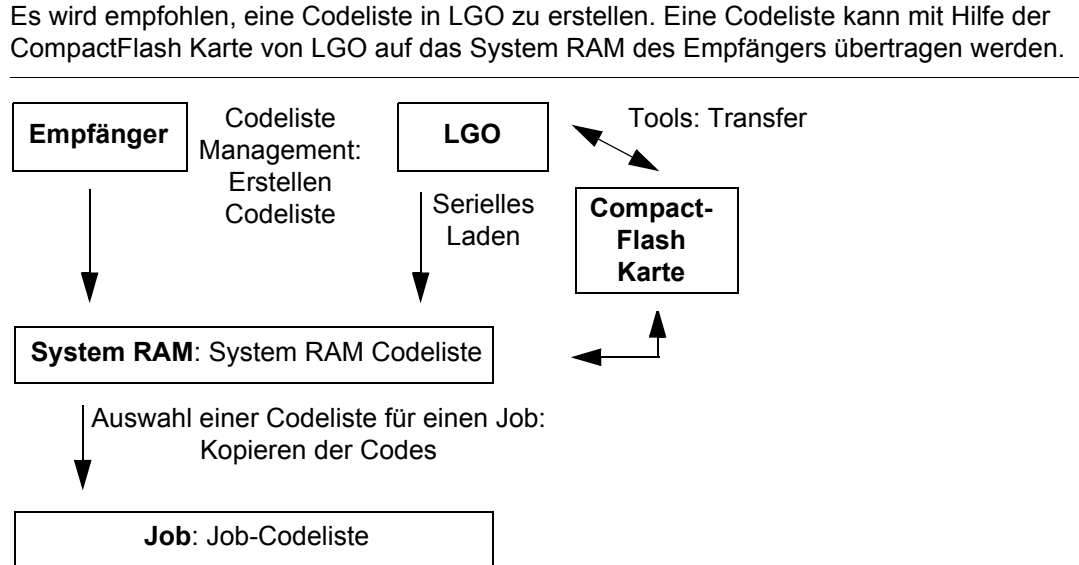 Es wird empfohlen, eine Codeliste in LGO zu erstellen. Eine Codeliste kann mit Hilfe der
CompactFlash Karte von LGO auf das System RAM des Empfängers übertragen werden.
Empfänger
Codeliste
Management:
Erstellen
Codeliste
LGO
Tools: Transfer
Serielles
Laden
Compact-
Flash
Karte
System RAM: System RAM Codeliste
Auswahl einer Codeliste für einen Job:
Kopieren der Codes
Job: Job-Codeliste